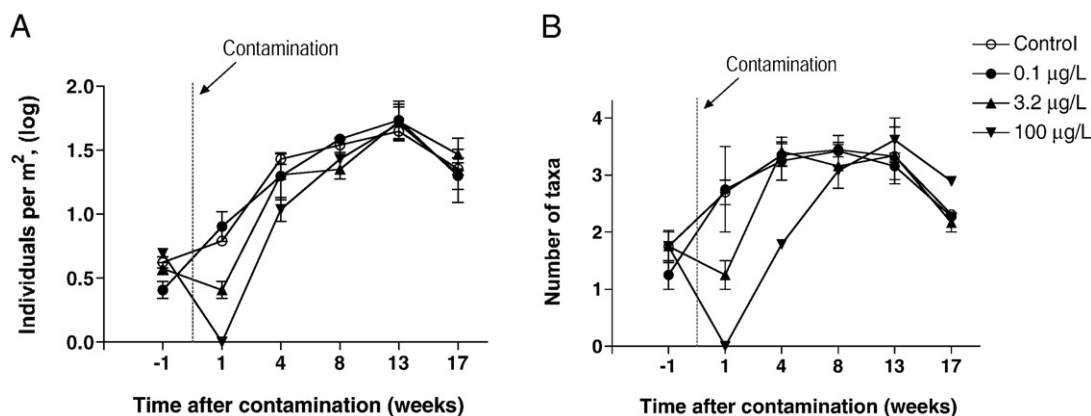 A
Contamination
Individuals per m², (log)
2.0
1.5
1.0
0.5
0.0
-1 1 4 8 13 17
Time after contamination (weeks)
B
Contamination
Number of taxa
4
3
2
1
0
-1 1 4 8 13 17
Time after contamination (weeks)
Control
0.1 µg/L
3.2 µg/L
100 µg/L